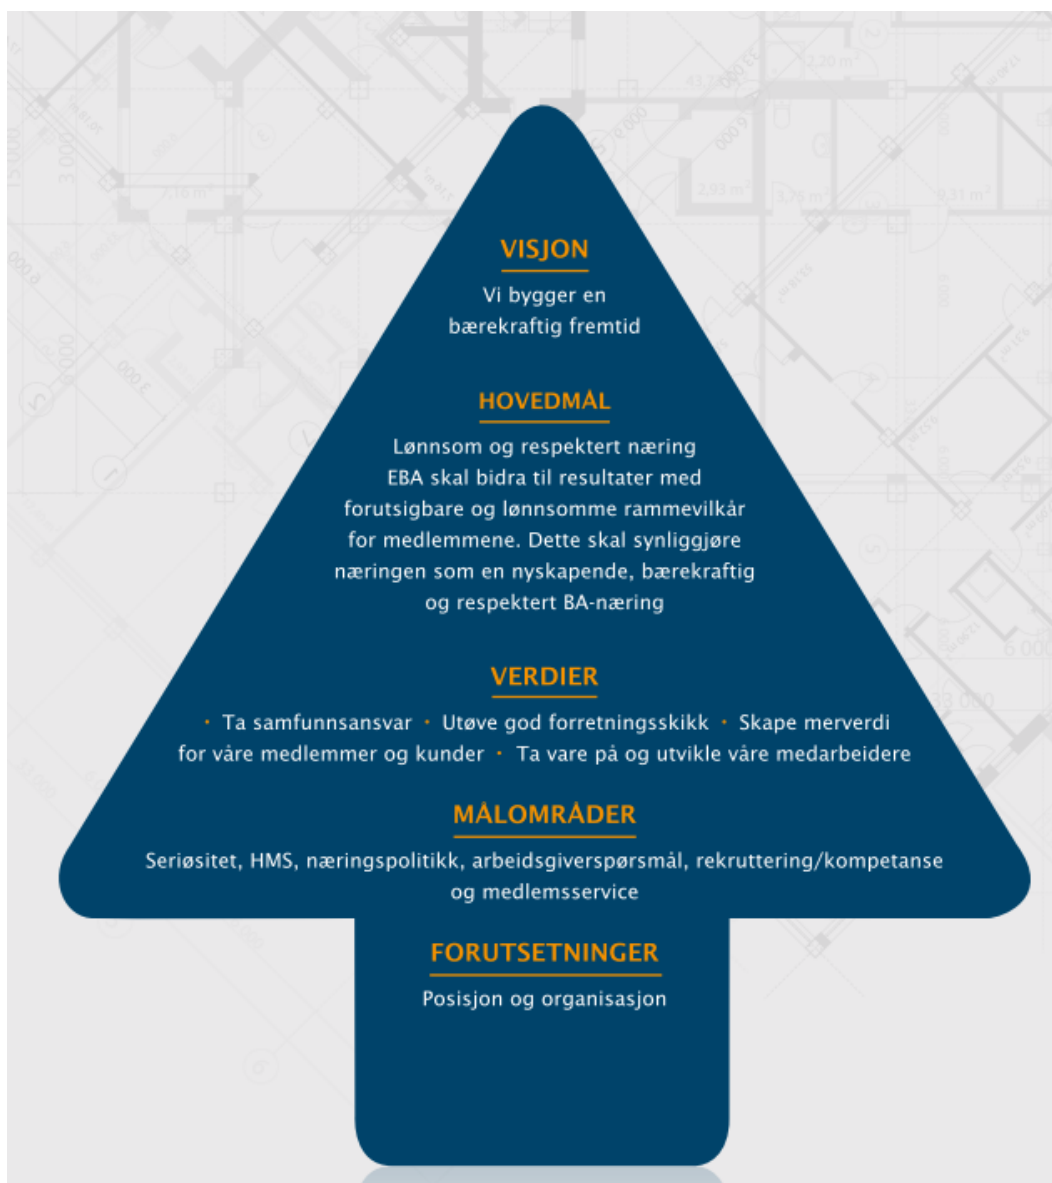 VISJON
Vi bygger en
bærekraftig fremtid
HOVEDMÅL
Lønnsom og respektert næring
EBA skal bidra til resultater med
forutsigbare og lønnsomme rammevilkår
for medlemmene. Dette skal synliggjøre
næringen som en nyskapende, bærekraftig
og respektert BA-næring
VERDIER
· Ta samfunnsansvar · Utøve god forretningsskikk · Skape merverdi
for våre medlemmer og kunder · Ta vare på og utvikle våre medarbeidere
MÅLOMRÅDER
Seriøsitet, HMS, næringspolitikk, arbeidsgiverspørsmål, rekruttering/kompetanse
og medlemsservice
FORUTSETNINGER
Posisjon og organisasjon